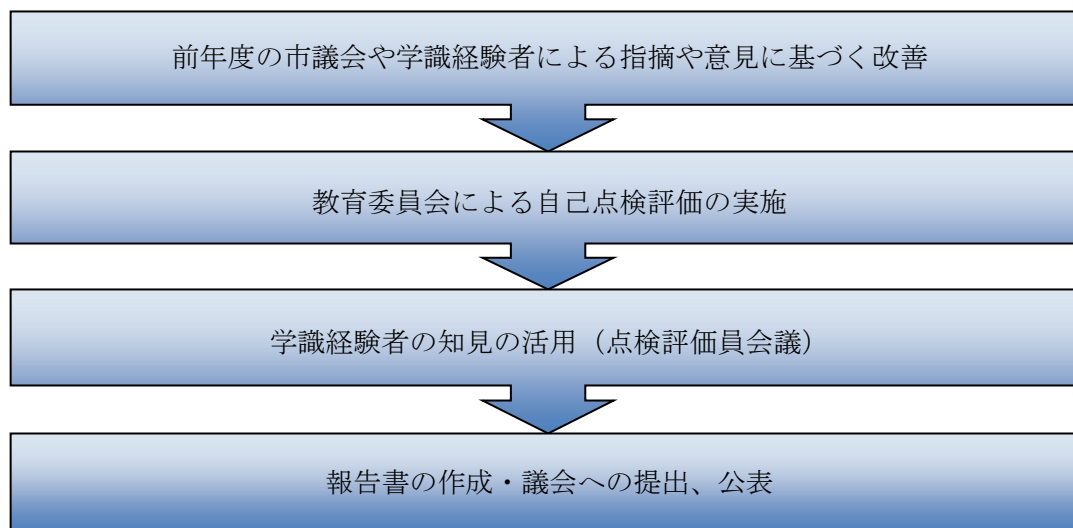 前年度の市議会や学識経験者による指摘や意見に基づく改善
教育委員会による自己点検評価の実施
学識経験者の知見の活用（点検評価員会議）
報告書の作成・議会への提出、公表